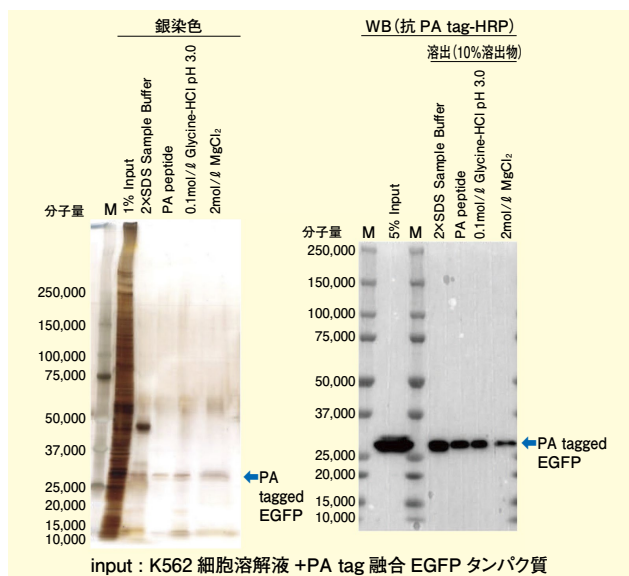 銀染色
分子量
M
1% Input
2×SDS Sample Buffer
PA peptide
0.1mol/ℓ Glycine-HCl pH 3.0
2mol/ℓ MgCl₂
250,000
150,000
100,000
75,000
50,000
37,000
25,000
20,000
15,000
10,000
PA
tagged
EGFP
WB(抗 PA tag-HRP)
溶出(10%溶出物)
分子量
M
5% Input
M
2×SDS Sample Buffer
PA peptide
0.1mol/ℓ Glycine-HCl pH 3.0
2mol/ℓ MgCl₂
250,000
150,000
100,000
75,000
50,000
37,000
25,000
20,000
15,000
10,000
PA tagged
EGFP
input : K562 細胞溶解液 +PA tag 融合 EGFP タンパク質